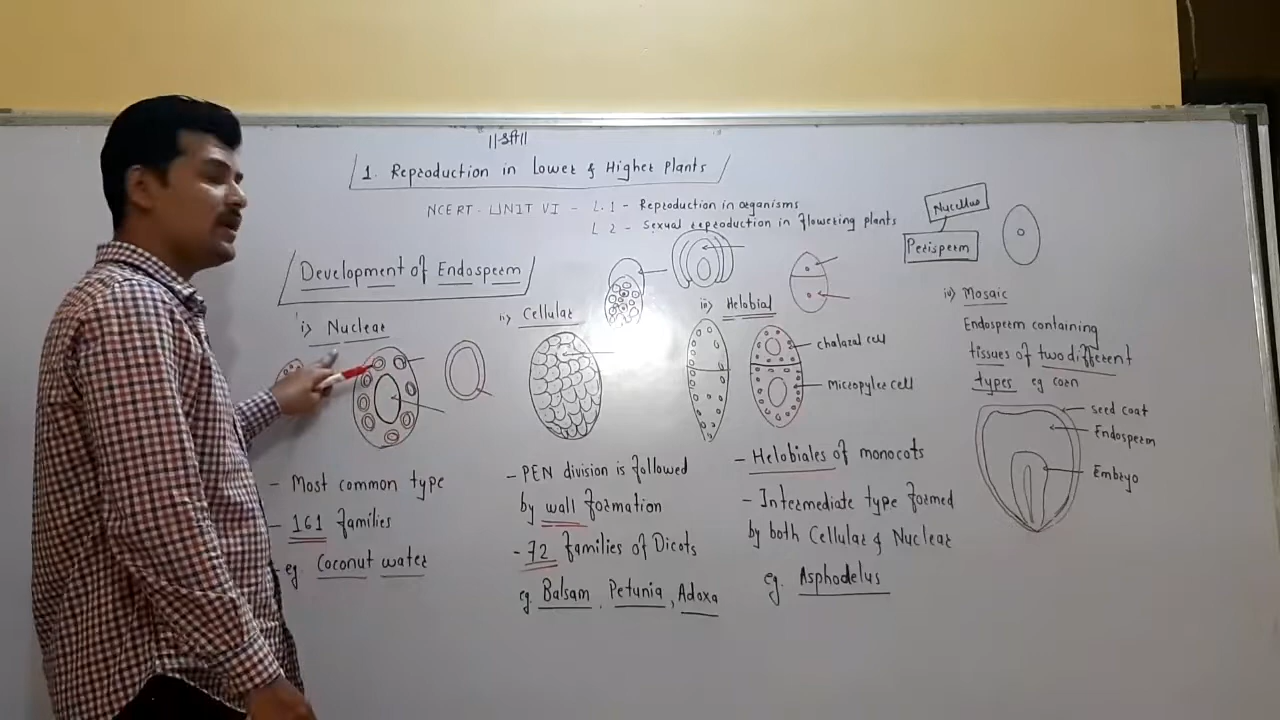 ||श्री||
1. Reproduction in Lower & Higher Plants
NCERT - UNIT VI - L.1 - Reproduction in organisms
L 2 - Sexual reproduction in flowering plants
Nucellus
Perisperm
Development of Endosperm
i) Nuclear
- Most common type
- 161 families
- eg. Coconut water
ii) Cellular
- PEN division is followed
by wall formation
- 72 families of Dicots
eg. Balsam, Petunia, Adoxa
iii) Helobial
chalazal cell
Micropyler cell
- Helobiales of monocots
- Intermediate type formed
by both Cellular & Nuclear
eg. Asphodelus
iv) Mosaic
Endosperm containing
tissues of two different
types eg corn
seed coat
Endosperm
Embryo